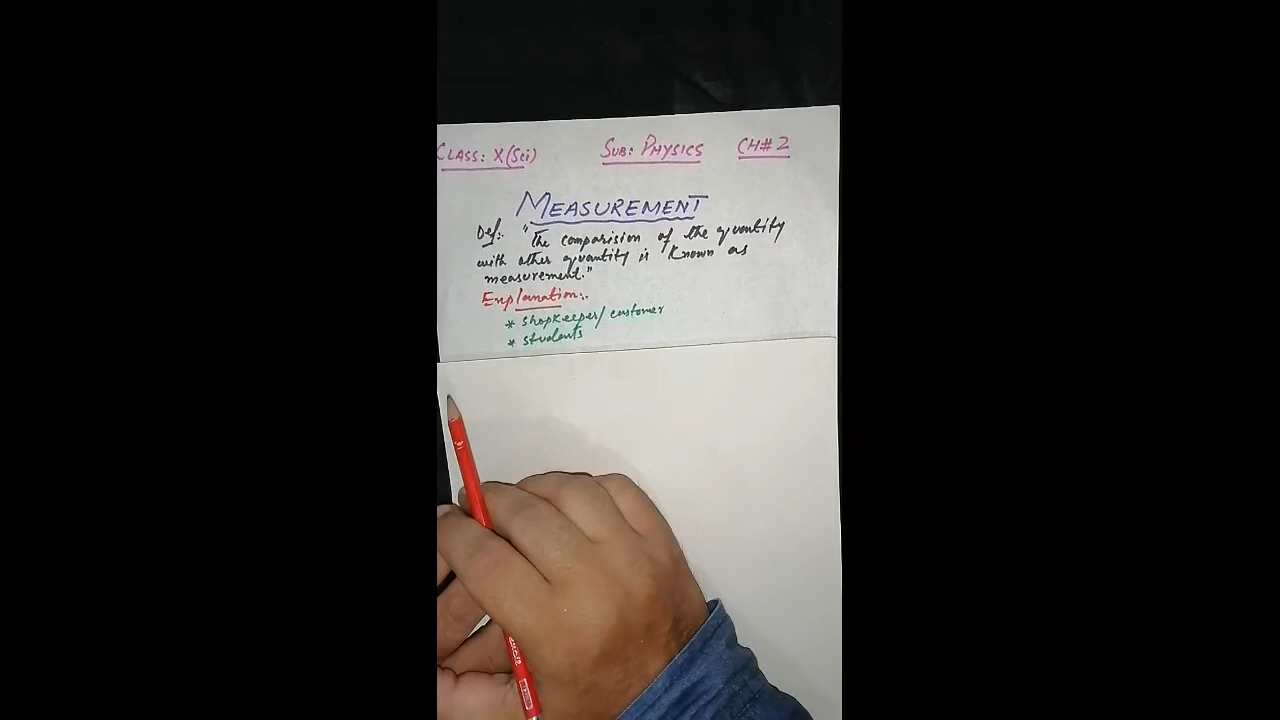 CLASS: X(Sci) SUB: PHYSICS CH#2
MEASUREMENT
Def:. "The comparision of the quantity
with other quantity is known as
measurement."
Explanation:.
* shopkeeper/customer
* students